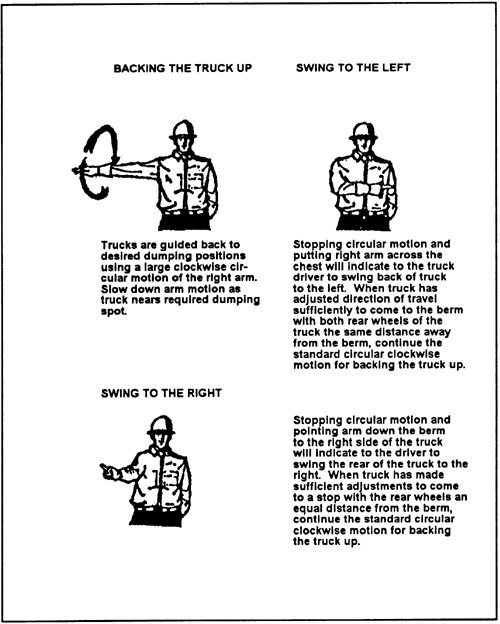 BACKING THE TRUCK UP
Trucks are guided back to
desired dumping positions
using a large clockwise cir-
cular motion of the right arm.
Slow down arm motion as
truck nears required dumping
spot.
SWING TO THE LEFT
Stopping circular motion and
putting right arm across the
chest will indicate to the truck
driver to swing back of truck
to the left. When truck has
adjusted direction of travel
sufficiently to come to the berm
with both rear wheels of the
truck the same distance away
from the berm, continue the
standard circular clockwise
motion for backing the truck up.
SWING TO THE RIGHT
Stopping circular motion and
pointing arm down the berm
to the right side of the truck
will indicate to the driver to
swing the rear of the truck to the
right. When truck has made
sufficient adjustments to come
to a stop with the rear wheels an
equal distance from the berm,
continue the standard circular
clockwise motion for backing
the truck up.